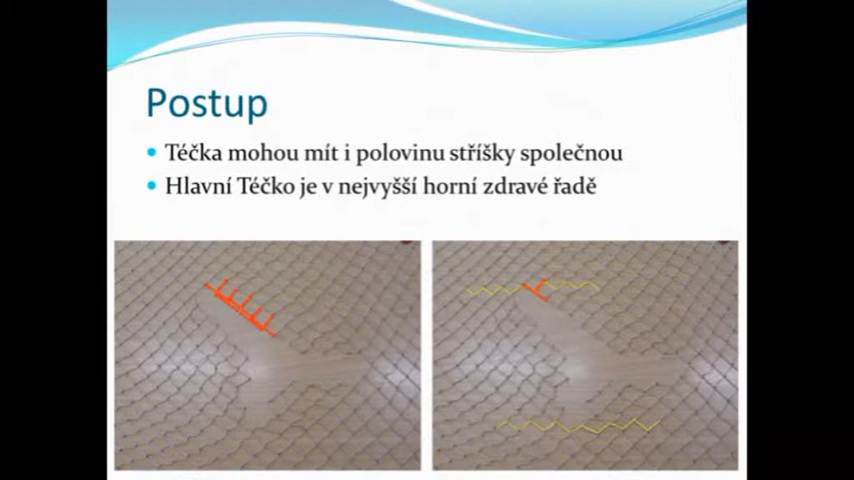 Postup
Téčka mohou mít i polovinu stříšky společnou
Hlavní Téčko je v nejvyšší horní zdravé řadě